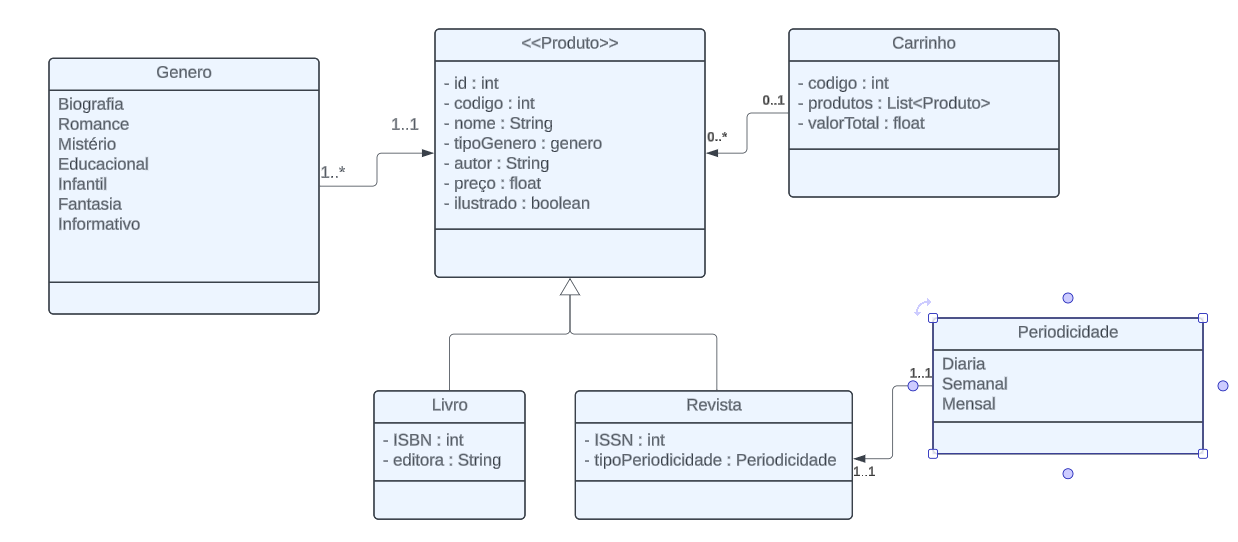 Genero
Biografia
Romance
Mistério
Educacional
Infantil
Fantasia
Informativo
1..*
1..1
<<Produto>>
- id : int
- codigo : int
- nome : String
- tipoGenero : genero
- autor : String
- preço : float
- ilustrado : boolean
0..*
0..1
Carrinho
- codigo : int
- produtos : List<Produto>
- valorTotal : float
Livro
- ISBN : int
- editora : String
Revista
- ISSN : int
- tipoPeriodicidade : Periodicidade
1..1
1..1
Periodicidade
Diaria
Semanal
Mensal